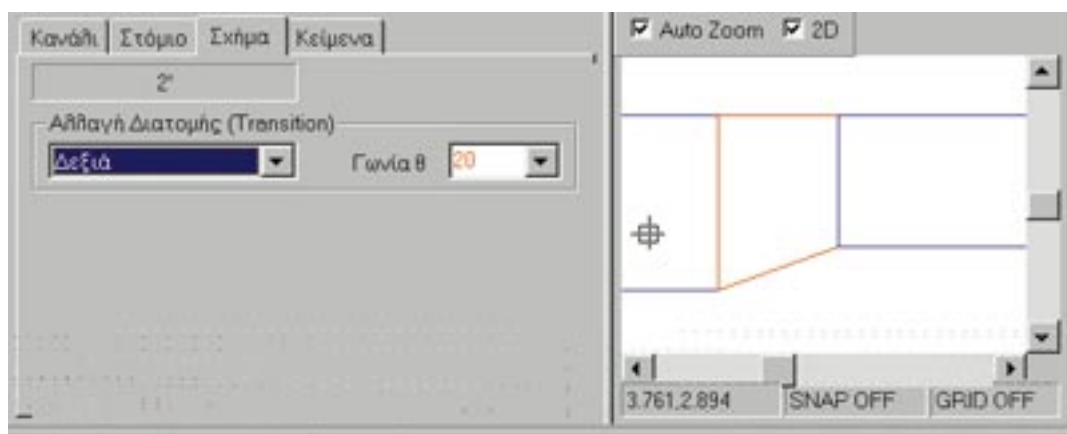 Κανάλι Στόμιο Σχήμα Κείμενα
2"
Αλλαγή Διατομής (Transition)
Δεξιά Γωνία θ 20
Auto Zoom 2D
3.761,2.894 SNAP OFF GRID OFF